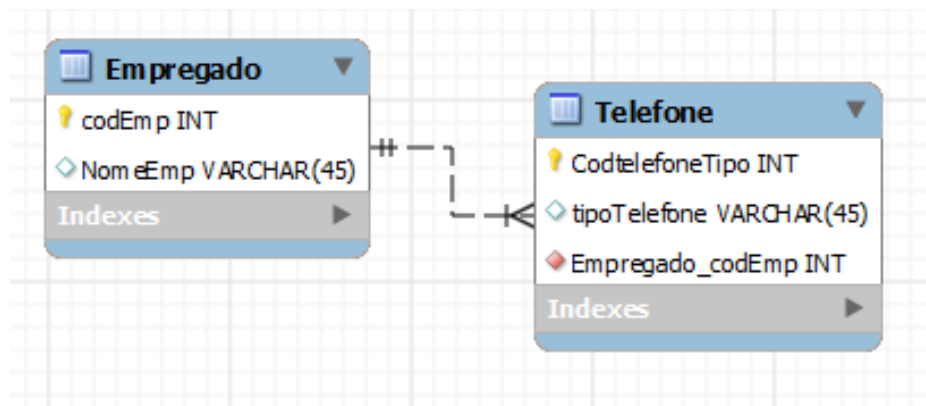 Empregado
codEmp INT
NomeEmp VARCHAR(45)
Indexes
Telefone
CodtelefoneTipo INT
tipoTelefone VARCHAR(45)
Empregado_codEmp INT
Indexes